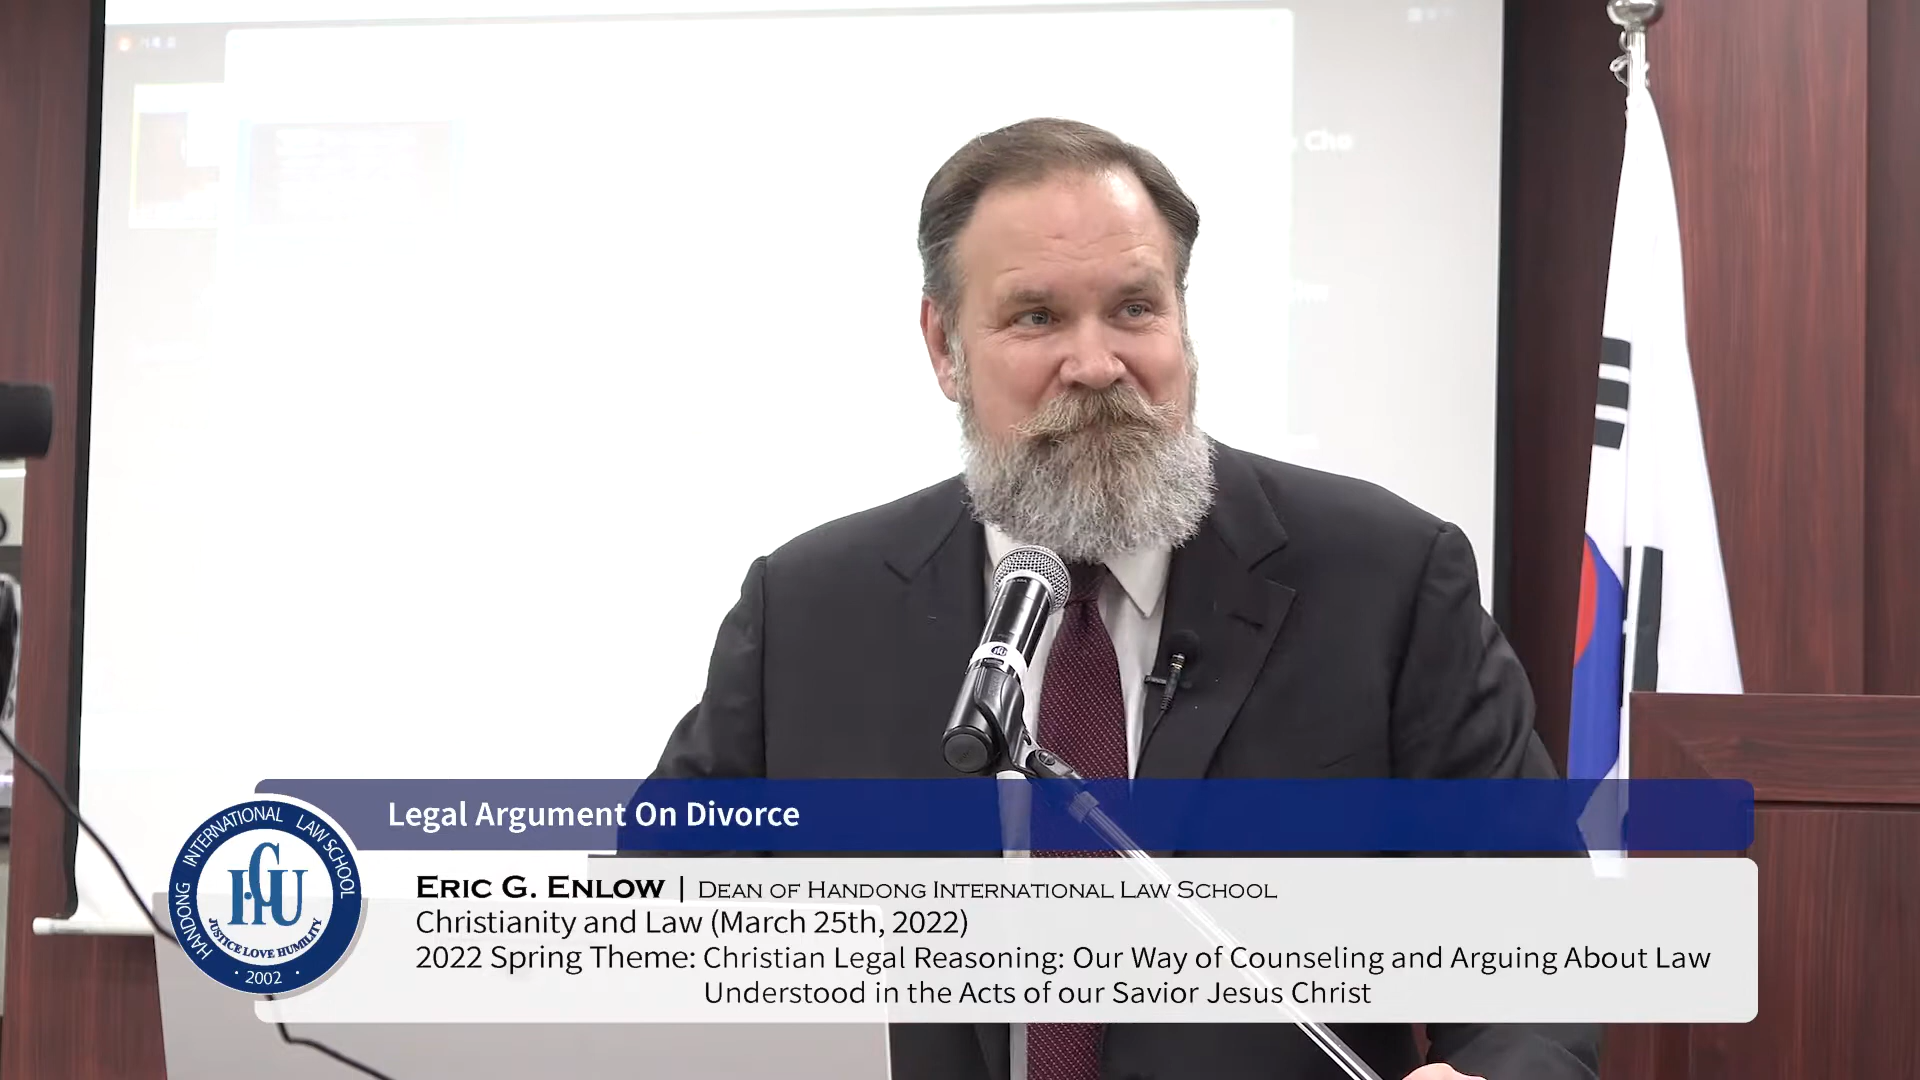 Cho
Legal Argument On Divorce
HANDONG INTERNATIONAL LAW SCHOOL
JUSTICE LOVE HUMILITY
· 2002 ·
ERIC G. ENLOW | DEAN OF HANDONG INTERNATIONAL LAW SCHOOL
Christianity and Law (March 25th, 2022)
2022 Spring Theme: Christian Legal Reasoning: Our Way of Counseling and Arguing About Law
Understood in the Acts of our Savior Jesus Christ